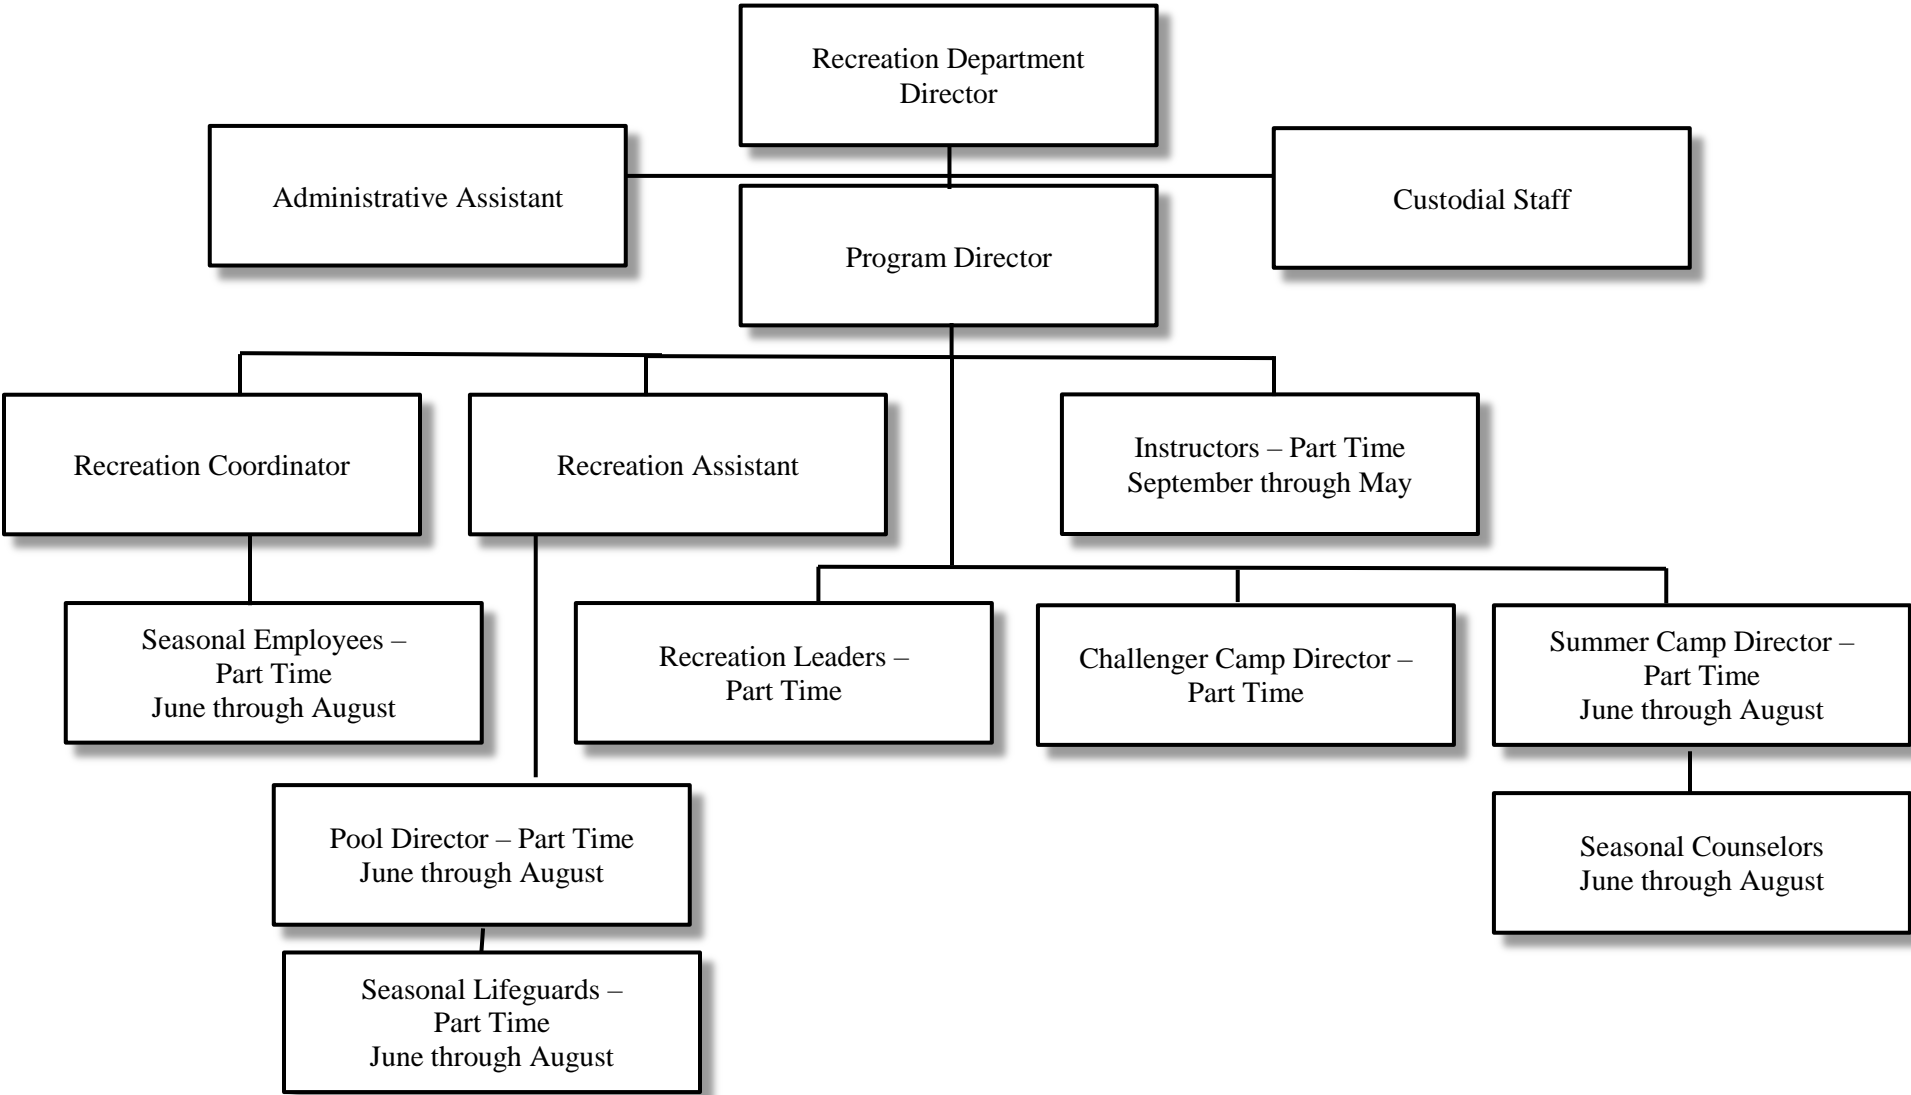 Recreation Department
Director
Administrative Assistant
Custodial Staff
Program Director
Recreation Coordinator
Recreation Assistant
Instructors – Part Time
September through May
Seasonal Employees –
Part Time
June through August
Recreation Leaders –
Part Time
Challenger Camp Director –
Part Time
Summer Camp Director –
Part Time
June through August
Pool Director – Part Time
June through August
Seasonal Counselors
June through August
Seasonal Lifeguards –
Part Time
June through August